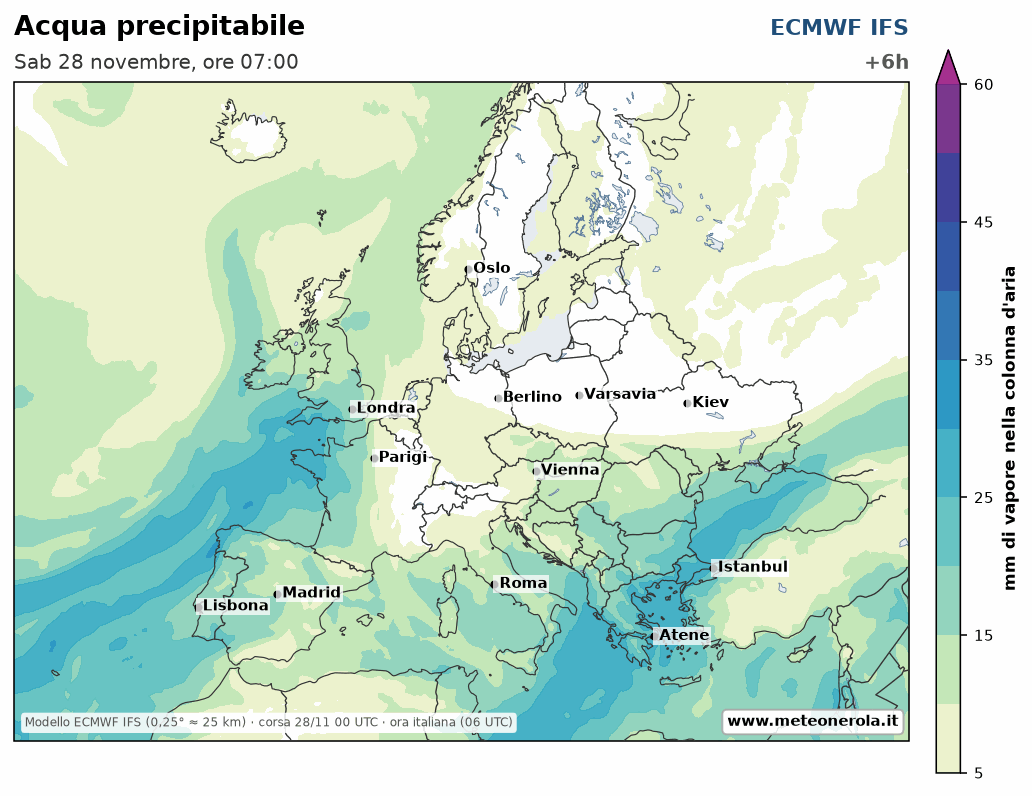 Acqua precipitabile
ECMWF IFS
Sab 28 novembre, ore 07:00
+6h
60
45
35
25
15
5
mm di vapore nella colonna d'aria
Oslo
Berlino
Varsavia
Kiev
Londra
Parigi
Vienna
Istanbul
Roma
Madrid
Lisbona
Atene
Modello ECMWF IFS (0,25° ≈ 25 km) · corsa 28/11 00 UTC · ora italiana (06 UTC)
www.meteonerola.it